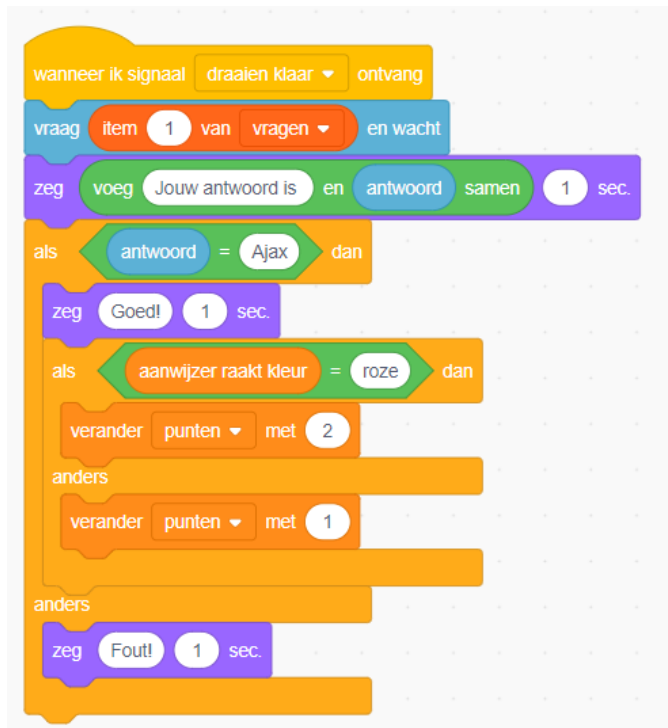 wanneer ik signaal draaien klaar ontvang
vraag item 1 van vragen en wacht
zeg voeg Jouw antwoord is en antwoord samen 1 sec.
als antwoord = Ajax dan
zeg Goed! 1 sec.
als aanwijzer raakt kleur = roze dan
verander punten met 2
anders
verander punten met 1
anders
zeg Fout! 1 sec.